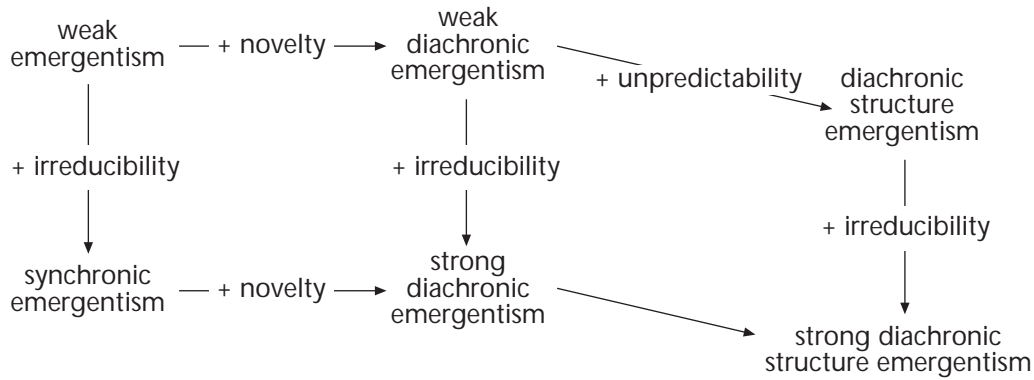 weak
emergentism
+ novelty
weak
diachronic
emergentism
+ unpredictability
diachronic
structure
emergentism
+ irreducibility
+ irreducibility
+ irreducibility
synchronic
emergentism
+ novelty
strong
diachronic
emergentism
strong diachronic
structure emergentism